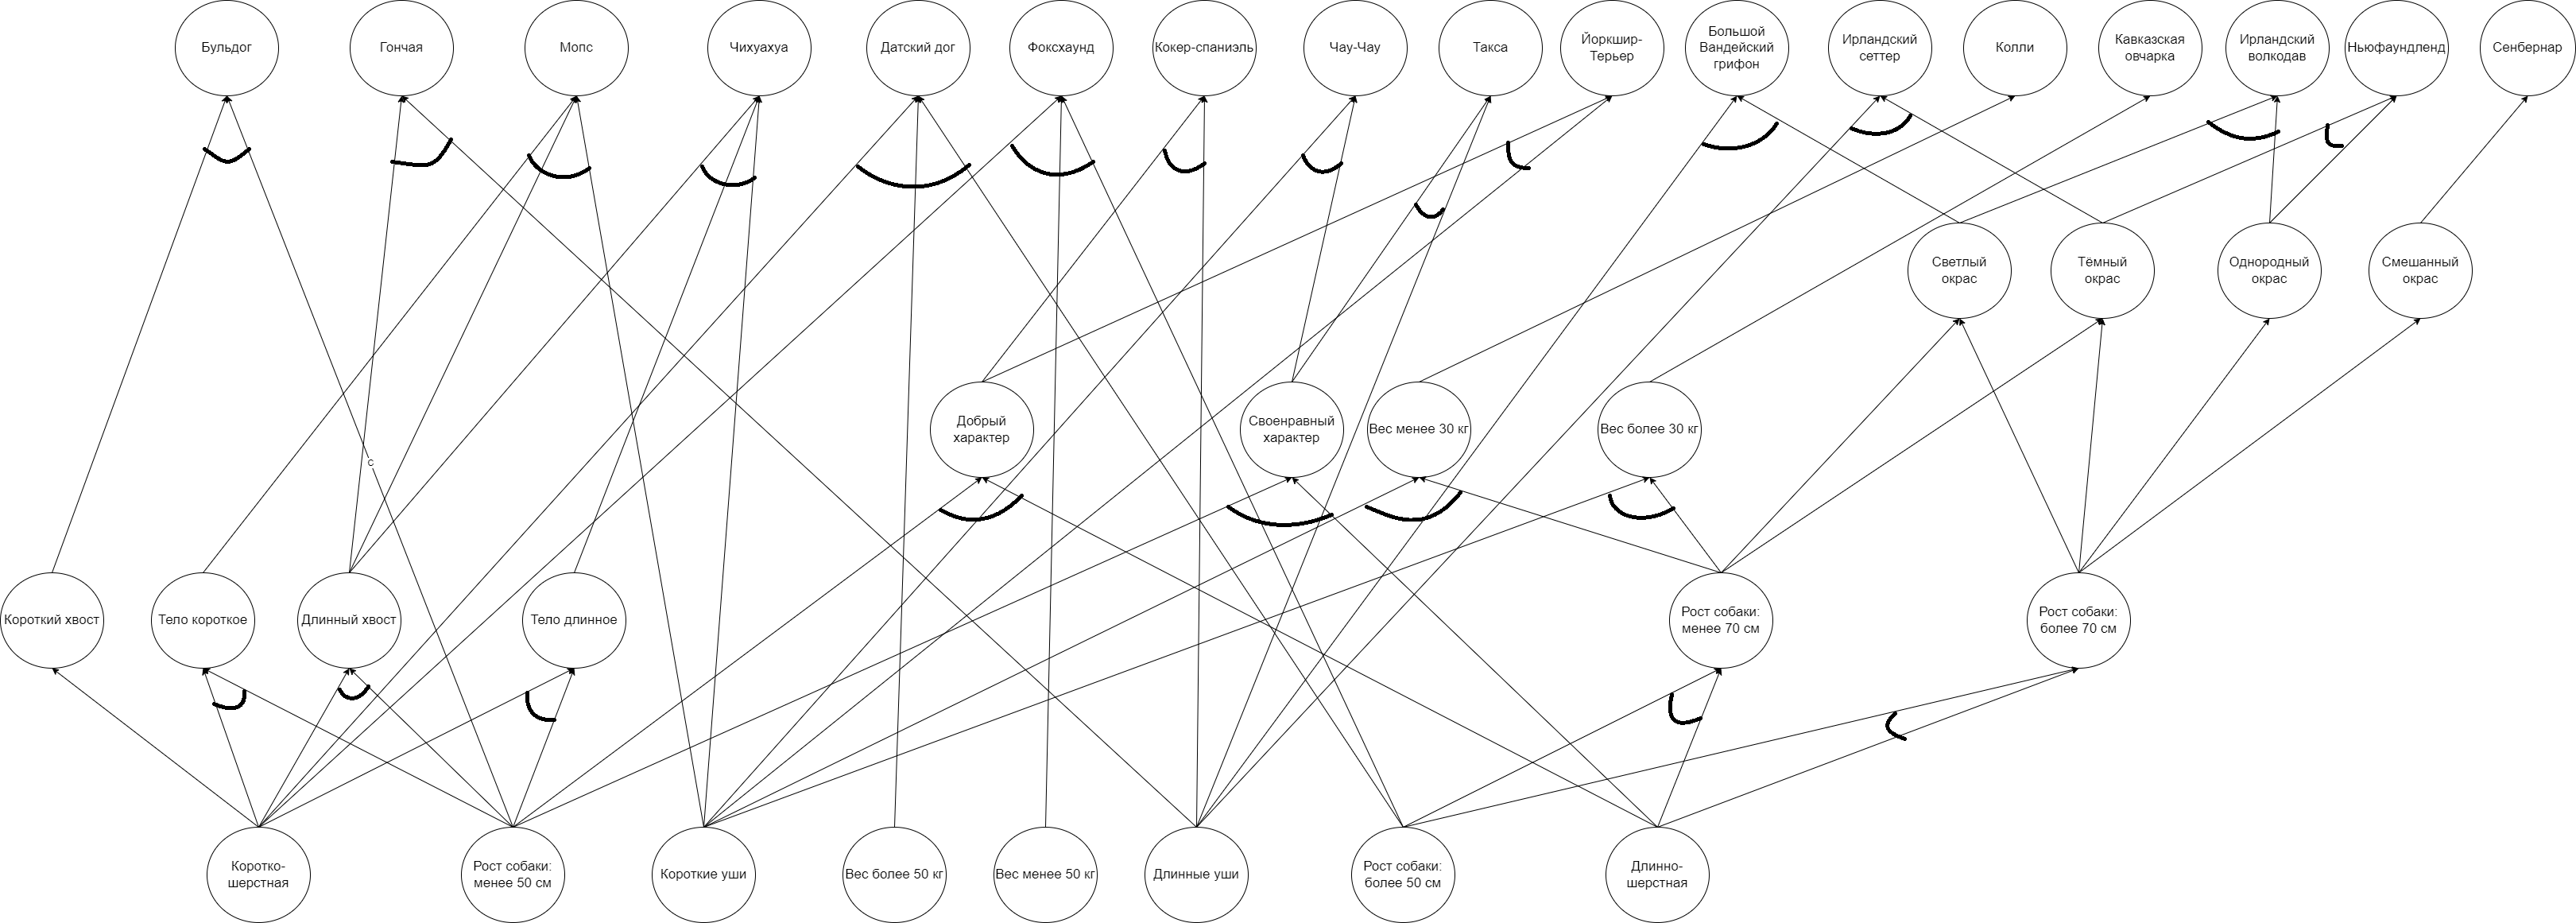 Бульдог
Гончая
Мопс
Чихуахуа
Датский дог
Фоксхаунд
Кокер-спаниэль
Чау-Чау
Такса
Йоркшир-
Терьер
Большой
Вандейский
грифон
Ирландский
сеттер
Колли
Кавказская
овчарка
Ирландский
волкодав
Ньюфаундленд
Сенбернар
Светлый
окрас
Тёмный
окрас
Однородный
окрас
Смешанный
окрас
Добрый
характер
Своенравный
характер
Вес менее 30 кг
Вес более 30 кг
с
Короткий хвост
Тело короткое
Длинный хвост
Тело длинное
Рост собаки:
менее 70 см
Рост собаки:
более 70 см
Коротко-
шерстная
Рост собаки:
менее 50 см
Короткие уши
Вес более 50 кг
Вес менее 50 кг
Длинные уши
Рост собаки:
более 50 см
Длинно-
шерстная